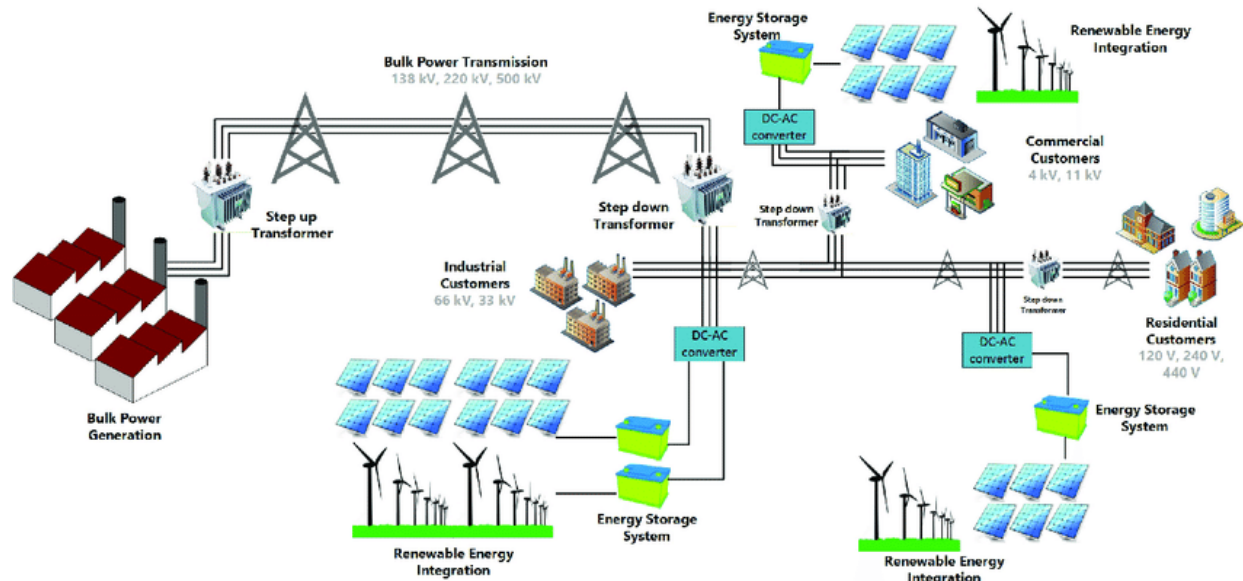 Energy Storage
System
Renewable Energy
Integration
Bulk Power Transmission
138 kV, 220 kV, 500 kV
DC-AC
converter
Commercial
Customers
4 kV, 11 kV
Step up
Transformer
Step down
Transformer
Step down
Transformer
Industrial
Customers
66 kV, 33 kV
Step down
Transformer
Residential
Customers
120 V, 240 V,
440 V
DC-AC
converter
DC-AC
converter
Bulk Power
Generation
Energy Storage
System
Energy Storage
System
Renewable Energy
Integration
Renewable Energy
Integration